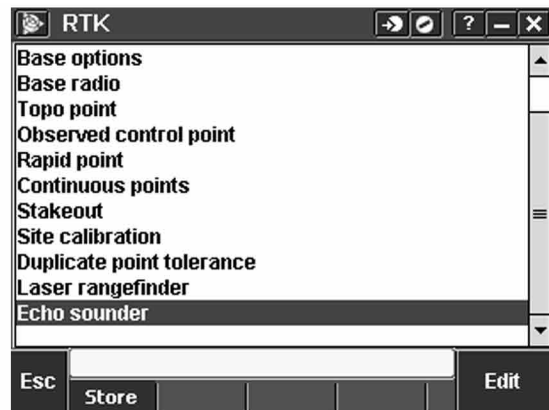 RTK ? 
Base options
Base radio
Topo point
Observed control point
Rapid point
Continuous points
Stakeout
Site calibration
Duplicate point tolerance
Laser rangefinder
Echo sounder
Esc
Store
Edit